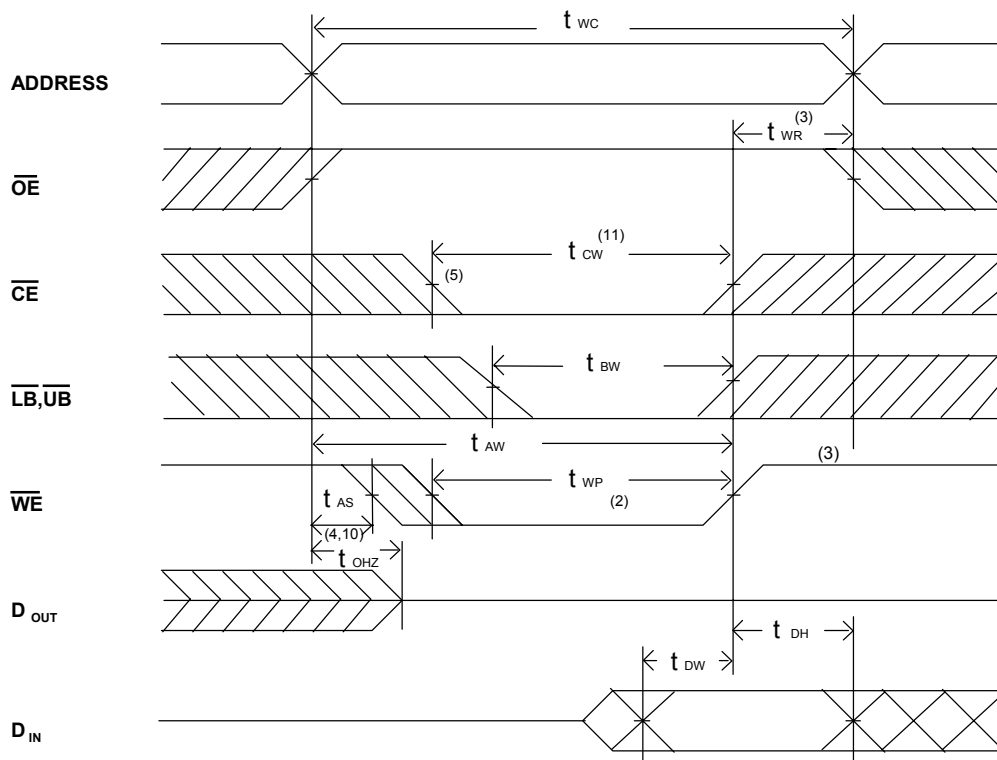 t WC
ADDRESS
t WR (3)
OE
t CW (11)
(5)
CE
t BW
LB,UB
t AW
(3)
t WP (2)
WE
t AS
(4,10)
t OHZ
D OUT
t DH
t DW
D IN